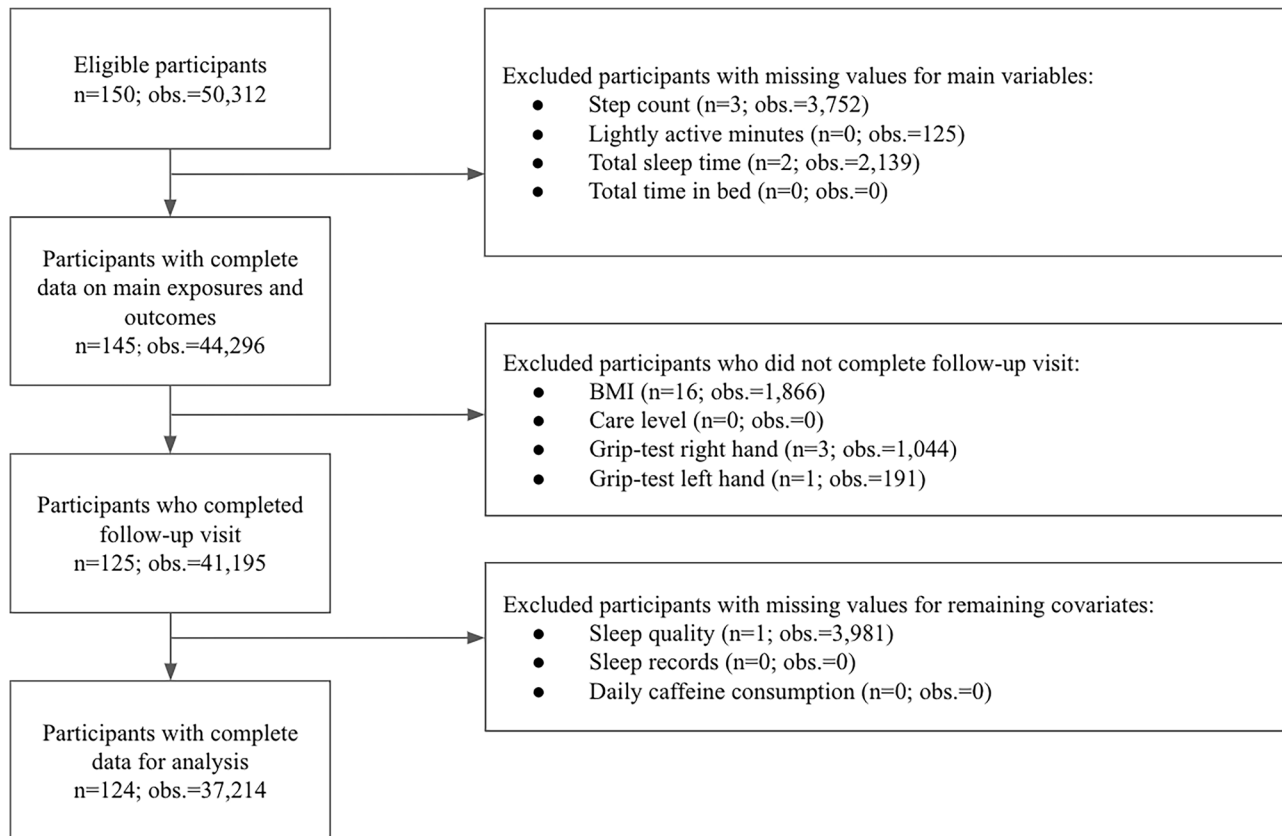 Eligible participants
n=150; obs.=50,312
Excluded participants with missing values for main variables:
● Step count (n=3; obs.=3,752)
● Lightly active minutes (n=0; obs.=125)
● Total sleep time (n=2; obs.=2,139)
● Total time in bed (n=0; obs.=0)
Participants with complete
data on main exposures and
outcomes
n=145; obs.=44,296
Excluded participants who did not complete follow-up visit:
● BMI (n=16; obs.=1,866)
● Care level (n=0; obs.=0)
● Grip-test right hand (n=3; obs.=1,044)
● Grip-test left hand (n=1; obs.=191)
Participants who completed
follow-up visit
n=125; obs.=41,195
Excluded participants with missing values for remaining covariates:
● Sleep quality (n=1; obs.=3,981)
● Sleep records (n=0; obs.=0)
● Daily caffeine consumption (n=0; obs.=0)
Participants with complete
data for analysis
n=124; obs.=37,214